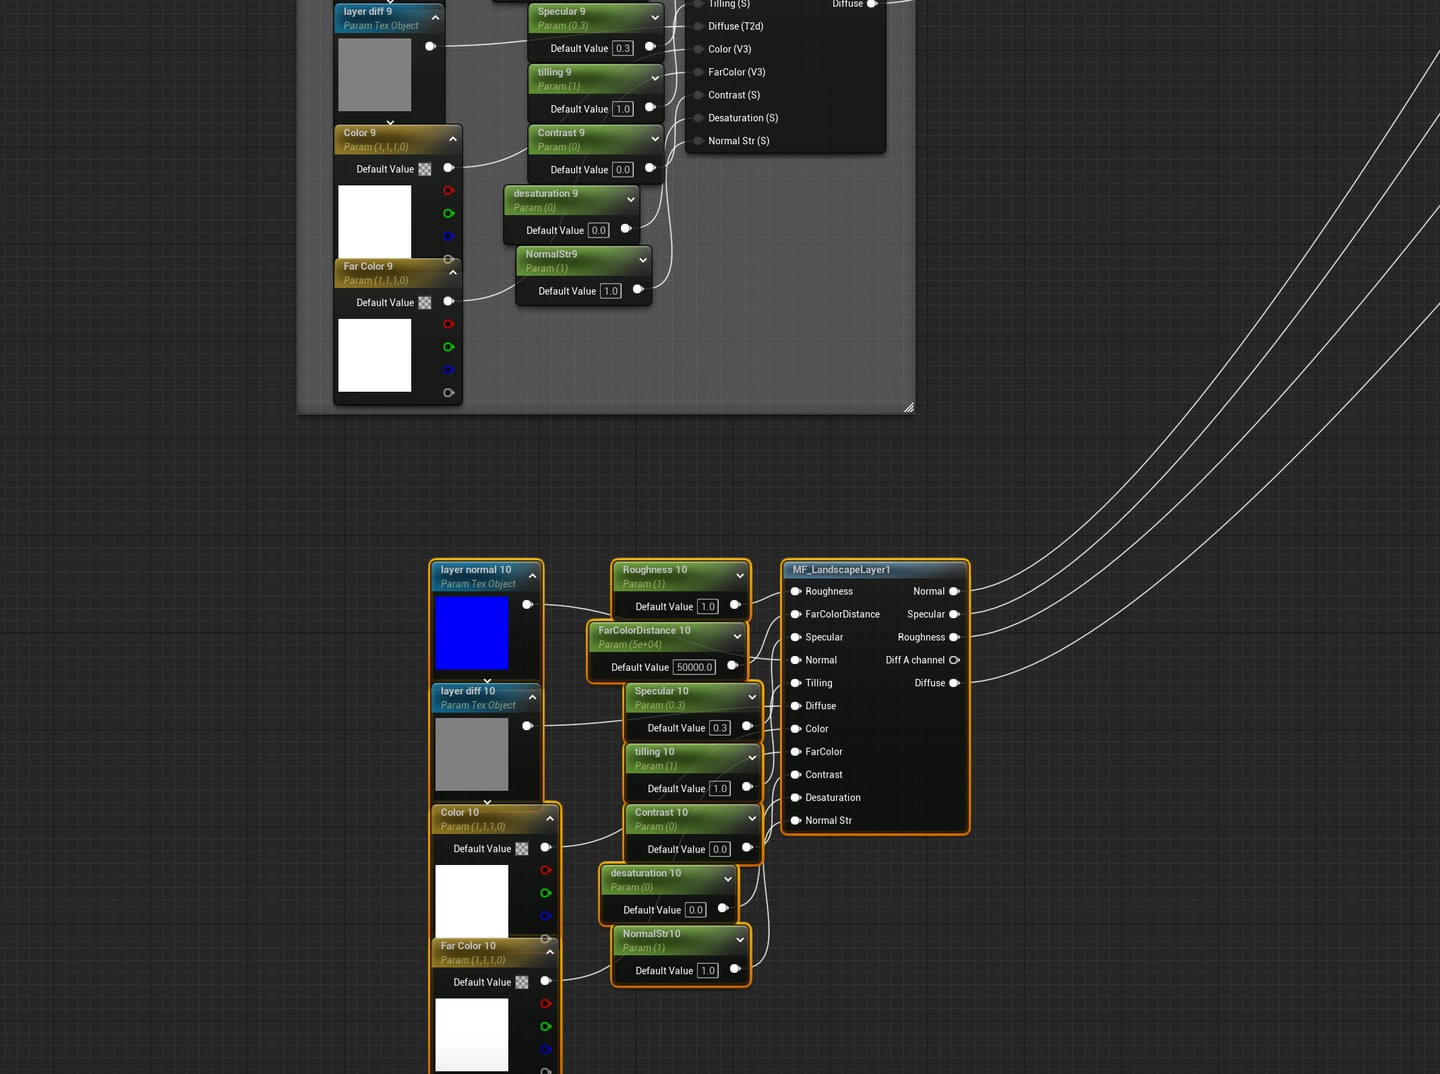 layer diff 9
Param Tex Object
Specular 9
Param (0.3)
Default Value 0.3
tilling 9
Param (1)
Default Value 1.0
Contrast 9
Param (0)
Default Value 0.0
desaturation 9
Param (0)
Default Value 0.0
NormalStr9
Param (1)
Default Value 1.0
Color 9
Param (1,1,1,0)
Default Value
Far Color 9
Param (1,1,1,0)
Default Value
Tilling (S)
Diffuse
Diffuse (T2d)
Color (V3)
FarColor (V3)
Contrast (S)
Desaturation (S)
Normal Str (S)
layer normal 10
Param Tex Object
layer diff 10
Param Tex Object
Color 10
Param (1,1,1,0)
Default Value
Far Color 10
Param (1,1,1,0)
Default Value
Roughness 10
Param (1)
Default Value 1.0
FarColorDistance 10
Param (5e+04)
Default Value 50000.0
Specular 10
Param (0.3)
Default Value 0.3
tilling 10
Param (1)
Default Value 1.0
Contrast 10
Param (0)
Default Value 0.0
desaturation 10
Param (0)
Default Value 0.0
NormalStr10
Param (1)
Default Value 1.0
MF_LandscapeLayer1
Roughness Normal
FarColorDistance Specular
Specular Roughness
Normal Diff A channel
Tilling Diffuse
Diffuse
Color
FarColor
Contrast
Desaturation
Normal Str